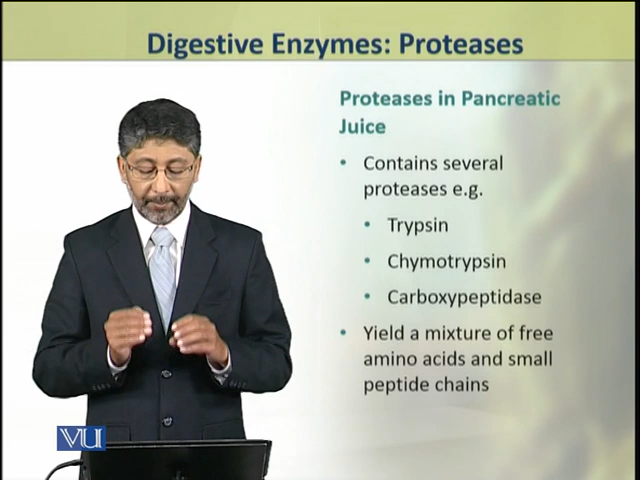 Digestive Enzymes: Proteases
Proteases in Pancreatic
Juice
• Contains several
proteases e.g.
• Trypsin
• Chymotrypsin
• Carboxypeptidase
• Yield a mixture of free
amino acids and small
peptide chains
VU